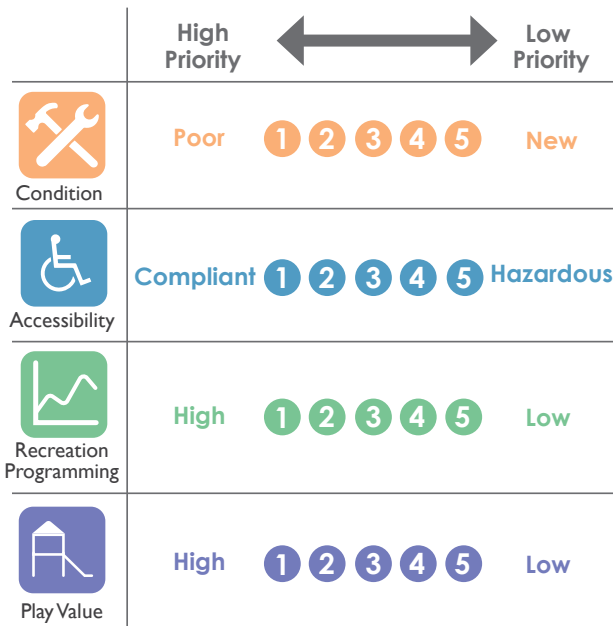 High
Priority
Low
Priority
Poor 1 2 3 4 5 New
Condition
Compliant 1 2 3 4 5 Hazardous
Accessibility
High 1 2 3 4 5 Low
Recreation
Programming
High 1 2 3 4 5 Low
Play Value